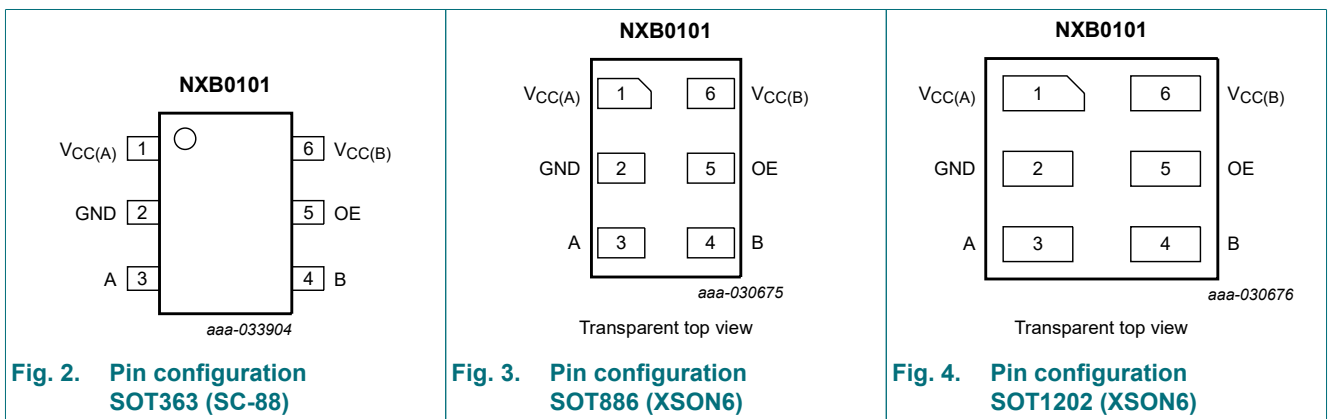 NXB0101
VCC(A) 1 6 VCC(B)
GND 2 5 OE
A 3 4 B
aaa-033904
Fig. 2. Pin configuration
SOT363 (SC-88)
NXB0101
VCC(A) 1 6 VCC(B)
GND 2 5 OE
A 3 4 B
aaa-030675
Transparent top view
Fig. 3. Pin configuration
SOT886 (XSON6)
NXB0101
VCC(A) 1 6 VCC(B)
GND 2 5 OE
A 3 4 B
aaa-030676
Transparent top view
Fig. 4. Pin configuration
SOT1202 (XSON6)